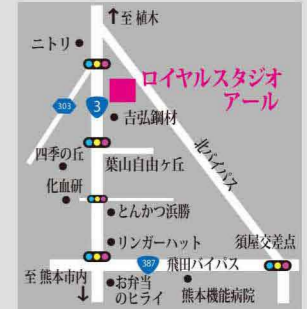 ↑至 植木
ニトリ
ロイヤルスタジオ
アール
303
3
吉弘鋼材
四季の丘
葉山自由ヶ丘
北バイパス
化血研
とんかつ浜勝
リンガーハット
須屋交差点
387
飛田バイパス
至 熊本市内
↓
お弁当
のヒライ
熊本機能病院